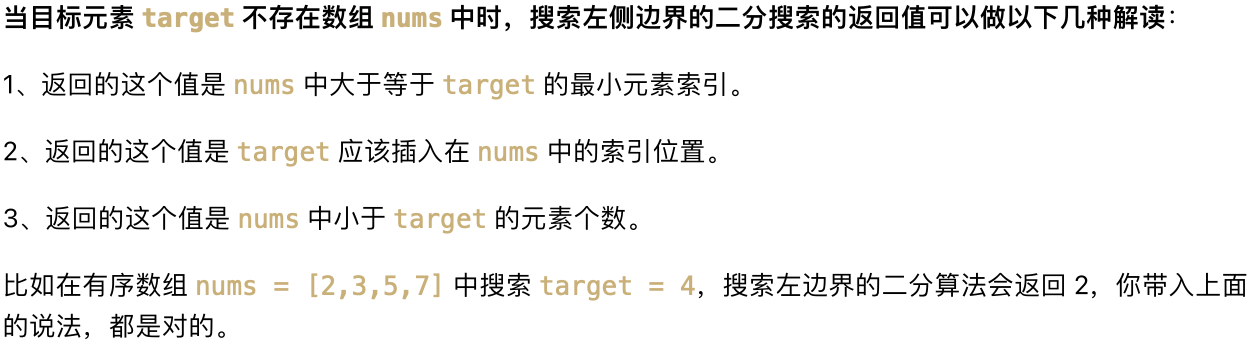 当目标元素 target 不存在数组 nums 中时，搜索左侧边界的二分搜索的返回值可以做以下几种解读：
1、返回的这个值是 nums 中大于等于 target 的最小元素索引。
2、返回的这个值是 target 应该插入在 nums 中的索引位置。
3、返回的这个值是 nums 中小于 target 的元素个数。
比如在有序数组 nums = [2,3,5,7] 中搜索 target = 4，搜索左边界的二分算法会返回 2，你带入上面
的说法，都是对的。